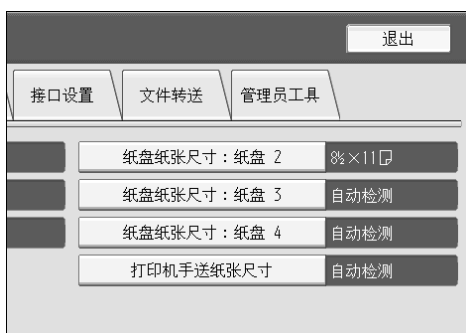 退出
接口设置 文件转送 管理员工具
纸盘纸张尺寸：纸盘 2 8½×11
纸盘纸张尺寸：纸盘 3 自动检测
纸盘纸张尺寸：纸盘 4 自动检测
打印机手送纸张尺寸 自动检测